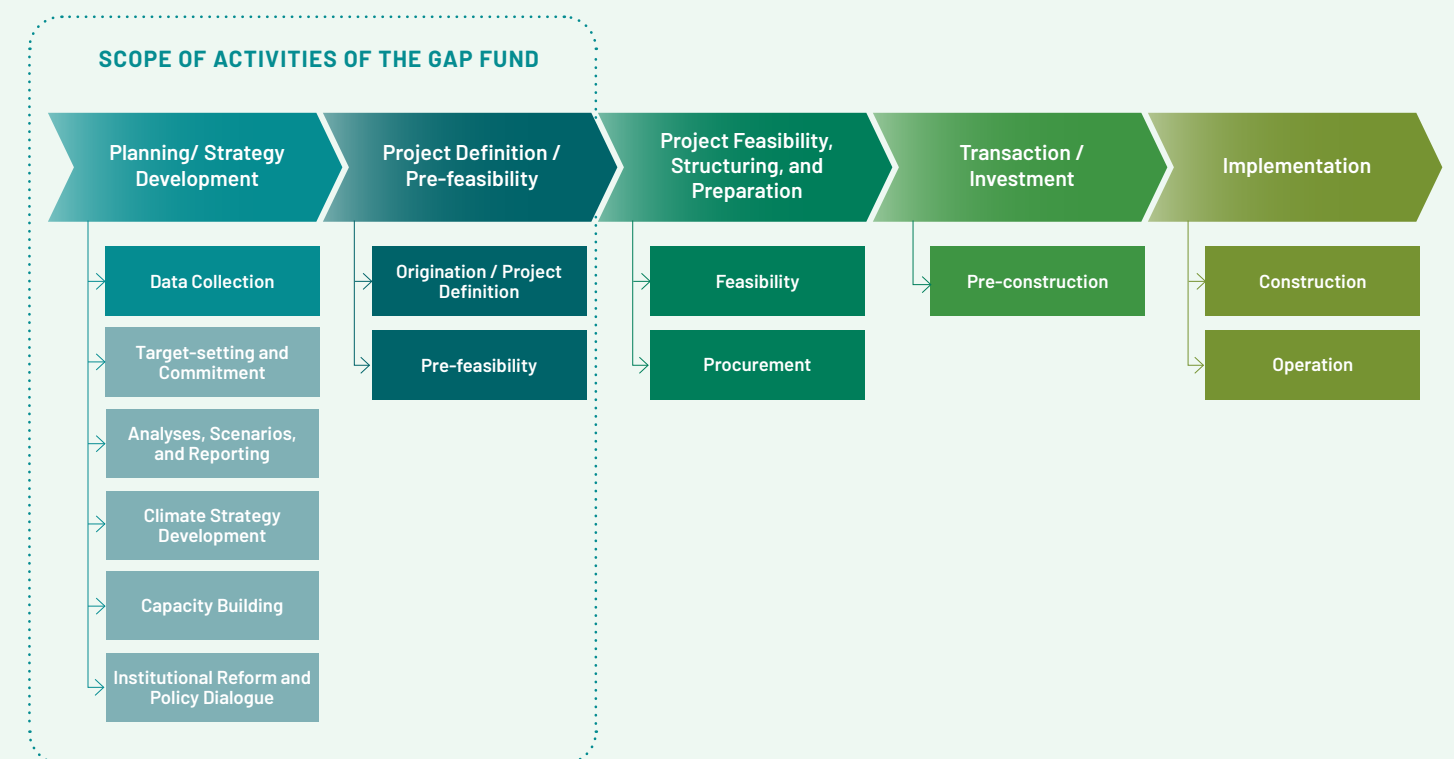 SCOPE OF ACTIVITIES OF THE GAP FUND
Planning/ Strategy
Development
Project Definition /
Pre-feasibility
Project Feasibility,
Structuring, and
Preparation
Transaction /
Investment
Implementation
Data Collection
Target-setting and
Commitment
Analyses, Scenarios,
and Reporting
Climate Strategy
Development
Capacity Building
Institutional Reform and
Policy Dialogue
Origination / Project
Definition
Pre-feasibility
Feasibility
Procurement
Pre-construction
Construction
Operation